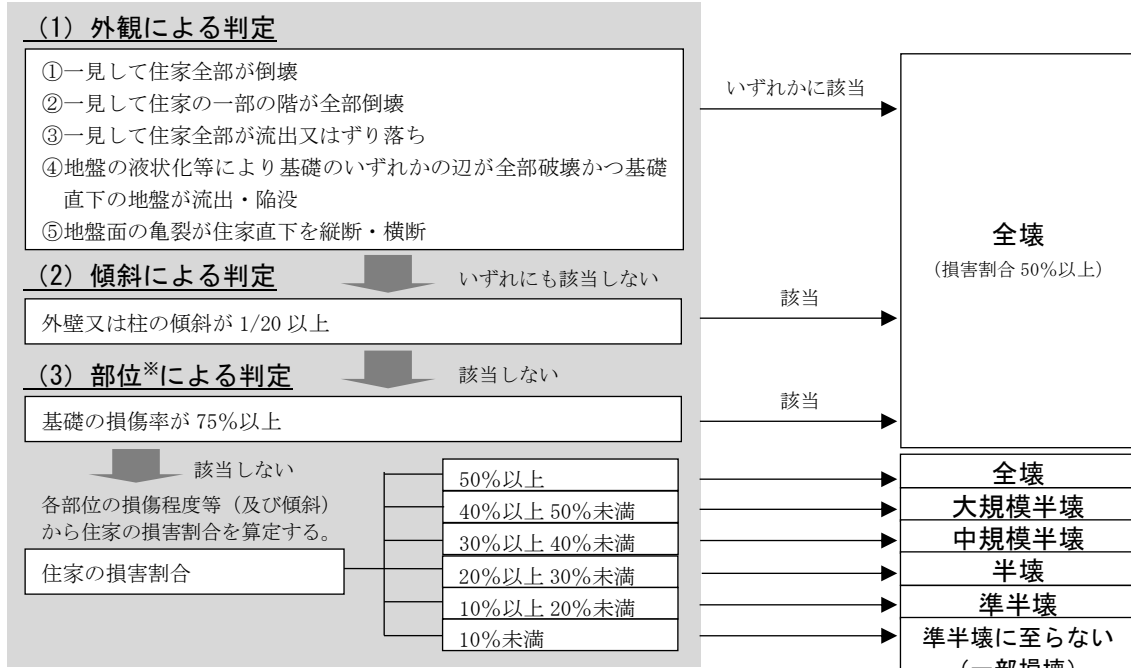 (1) 外観による判定
①一見して住家全部が倒壊
②一見して住家の一部の階が全部倒壊
③一見して住家全部が流出又はずり落ち
④地盤の液状化等により基礎のいずれかの辺が全部破壊かつ基礎
直下の地盤が流出・陥没
⑤地盤面の亀裂が住家直下を縦断・横断
いずれかに該当
全壊
(損害割合 50%以上)
(2) 傾斜による判定
いずれにも該当しない
外壁又は柱の傾斜が 1/20 以上
該当
(3) 部位※による判定
該当しない
基礎の損傷率が 75%以上
該当
該当しない
各部位の損傷程度等（及び傾斜）
から住家の損害割合を算定する。
住家の損害割合
50%以上
全壊
40%以上 50%未満
大規模半壊
30%以上 40%未満
中規模半壊
20%以上 30%未満
半壊
10%以上 20%未満
準半壊
10%未満
準半壊に至らない
(一部損壊)